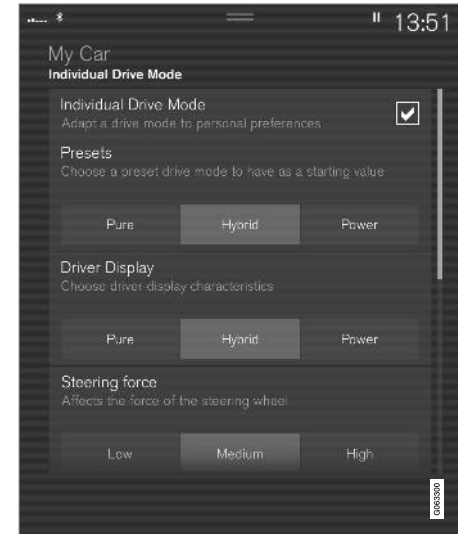 13:51
My Car
Individual Drive Mode
Individual Drive Mode
Adapt a drive mode to personal preferences
Presets
Choose a preset drive mode to have as a starting value
Pure Hybrid Power
Driver Display
Choose driver display characteristics
Pure Hybrid Power
Steering force
Affects the force of the steering wheel
Low Medium High
G063300